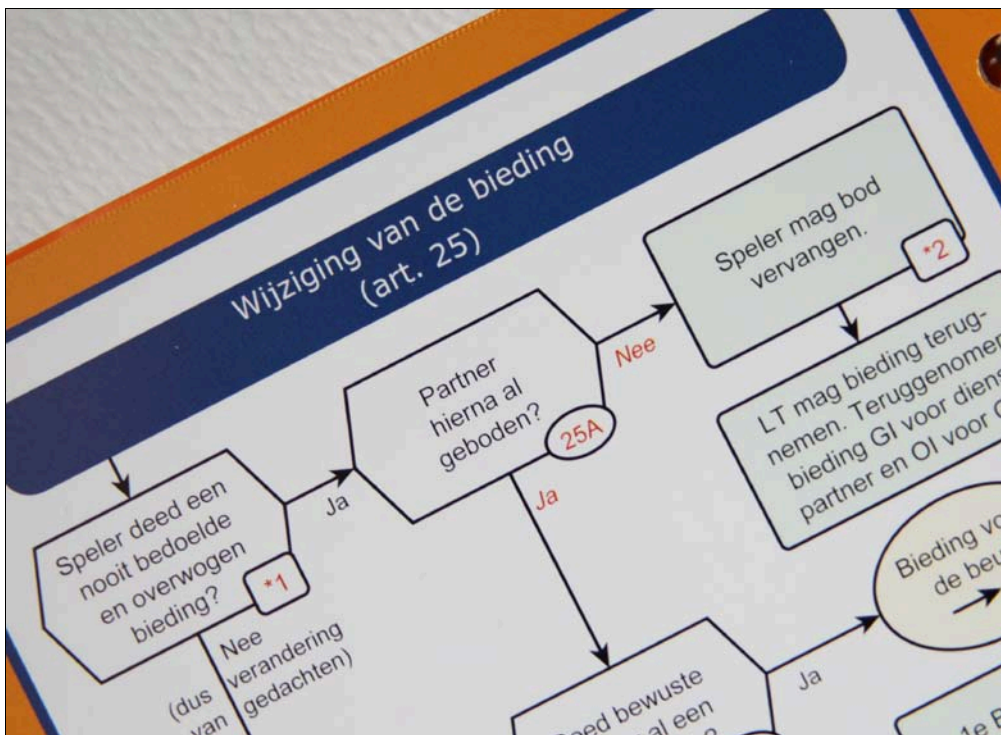 Wijziging van de bieding
(art. 25)
Speler deed een
nooit bedoelde
en overwogen
bieding?
*1
Ja
Nee
(dus verandering
van gedachten)
Partner
hierna al
geboden?
25A
Nee
Ja
Speler mag bod
vervangen.
*2
LT mag bieding terug-
nemen. Teruggenomen
bieding GI voor
partner en OI voor
Bieding
de
Ja
bewuste
een